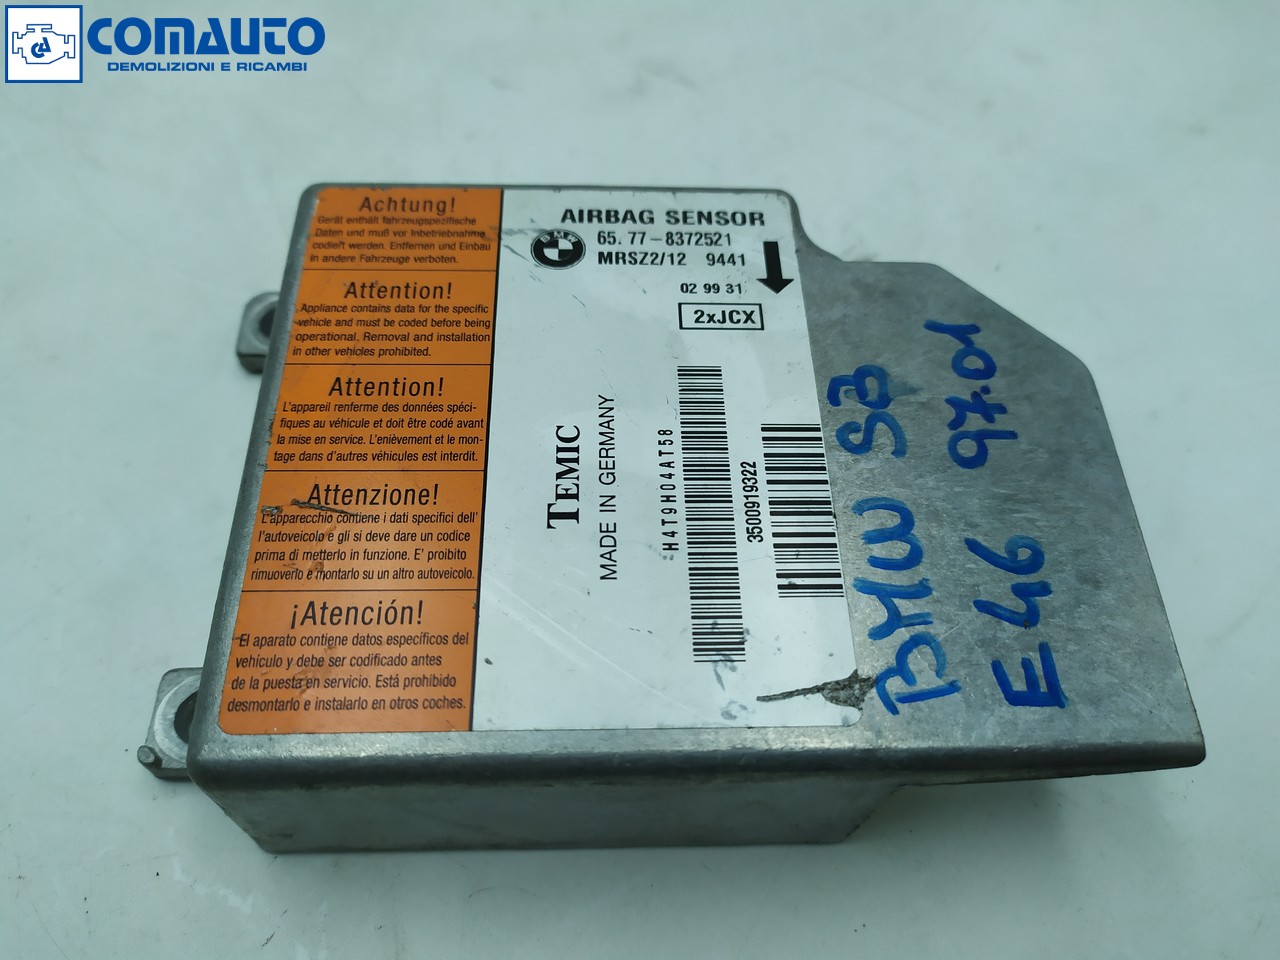 COMAUTO
DEMOLIZIONI E RICAMBI
Achtung!
Gerät enthält fahrzeugspezifische
Daten und muß vor Inbetriebnahme
codiert werden. Entfernen und Einbau
in andere Fahrzeuge verboten.
Attention!
Appliance contains data for the specific
vehicle and must be coded before being
operational. Removal and installation
in other vehicles prohibited.
Attention!
L'appareil renferme des données spéci-
fiques au véhicule et doit être codé avant
la mise en service. L'enièvement et le mon-
tage dans d'autres véhicules est interdit.
Attenzione!
L'apparecchio contiene i dati specifici dell'
l'autoveicolo e gli si deve dare un codice
prima di metterlo in funzione. E' proibito
rimuoverlo e montarlo su un altro autoveicolo.
¡Atención!
El aparato contiene datos específicos del
vehículo y debe ser codificado antes
de la puesta en servicio. Está prohibido
desmontarlo e instalarlo en otros coches.
AIRBAG SENSOR
BMW
65.77-8372521
MRSZ2/12 9441
02 99 31
2xJCX
TEMIC
MADE IN GERMANY
H4T9H04AT58
3500919322
BMW S3
E46 97.01